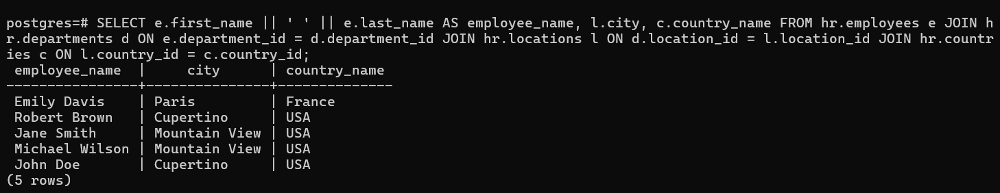 postgres=# SELECT e.first_name || ' ' || e.last_name AS employee_name, l.city, c.country_name FROM hr.employees e JOIN h
r.departments d ON e.department_id = d.department_id JOIN hr.locations l ON d.location_id = l.location_id JOIN hr.countr
ies c ON l.country_id = c.country_id;
 employee_name  |     city      | country_name
----------------+---------------+--------------
 Emily Davis    | Paris         | France
 Robert Brown   | Cupertino     | USA
 Jane Smith     | Mountain View | USA
 Michael Wilson | Mountain View | USA
 John Doe       | Cupertino     | USA
(5 rows)